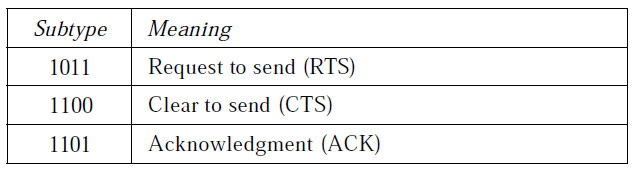 Subtype Meaning
1011 Request to send (RTS)
1100 Clear to send (CTS)
1101 Acknowledgment (ACK)